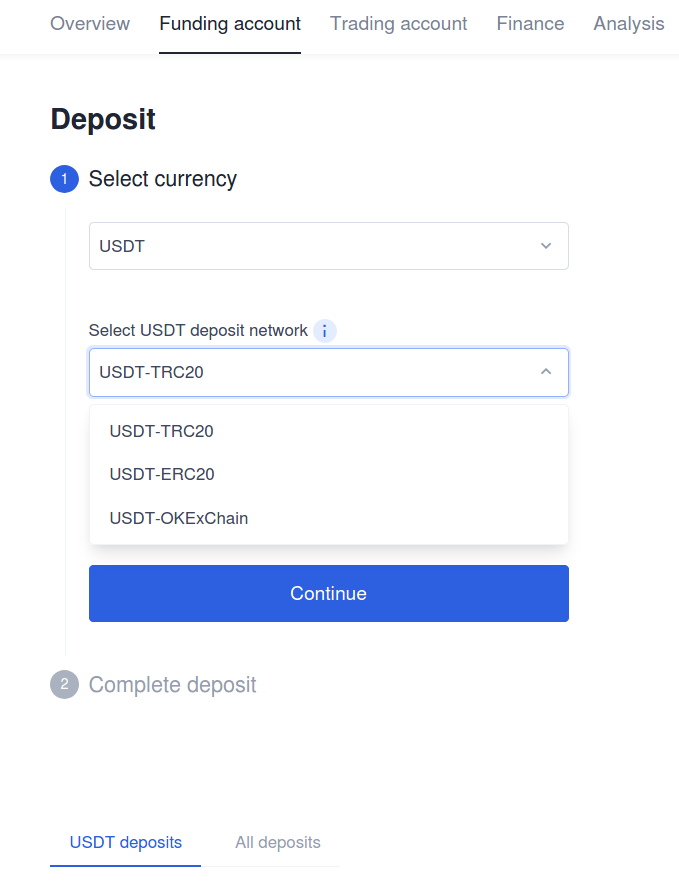 Overview Funding account Trading account Finance Analysis
Deposit
1 Select currency
USDT
Select USDT deposit network i
USDT-TRC20
USDT-TRC20
USDT-ERC20
USDT-OKExChain
Continue
2 Complete deposit
USDT deposits All deposits